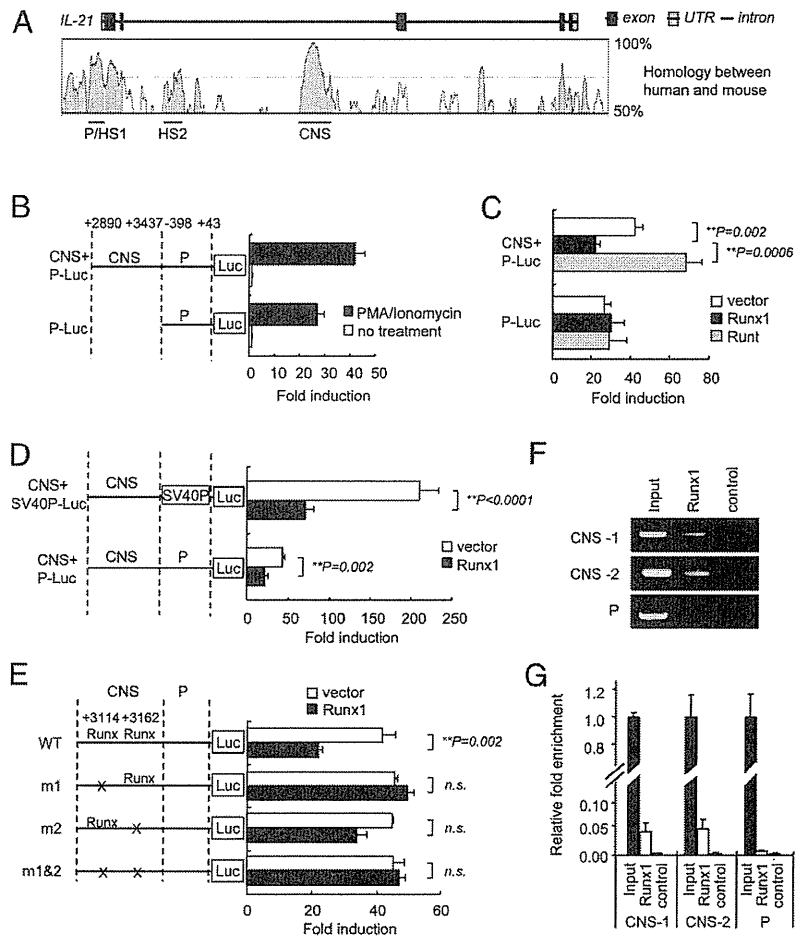 A
IL-21
exon
UTR
intron
100%
50%
Homology between
human and mouse
P/HS1
HS2
CNS
B
+2890 +3437 -398 +43
CNS+
P-Luc
CNS
P
Luc
P-Luc
P
Luc
PMA/Ionomycin
no treatment
0 10 20 30 40 50
Fold induction
C
CNS+
P-Luc
**P=0.002
**P=0.0006
P-Luc
vector
Runx1
Runt
0 20 40 60 80
Fold induction
D
CNS+
SV40P-Luc
CNS
SV40P
Luc
**P<0.0001
CNS+
P-Luc
CNS
P
Luc
**P=0.002
vector
Runx1
0 50 100 150 200 250
Fold induction
E
CNS
P
vector
Runx1
+3114 +3162
WT
Runx Runx
Luc
**P=0.002
m1
X
Runx
Luc
n.s.
m2
Runx
X
Luc
n.s.
m1&2
X X
Luc
n.s.
0 20 40 60
Fold induction
F
Input
Runx1
control
CNS -1
CNS -2
P
G
Relative fold enrichment
1.2
1.0
0.8
0.10
0.05
0.00
Input
Runx1
control
Input
Runx1
control
Input
Runx1
control
CNS-1
CNS-2
P